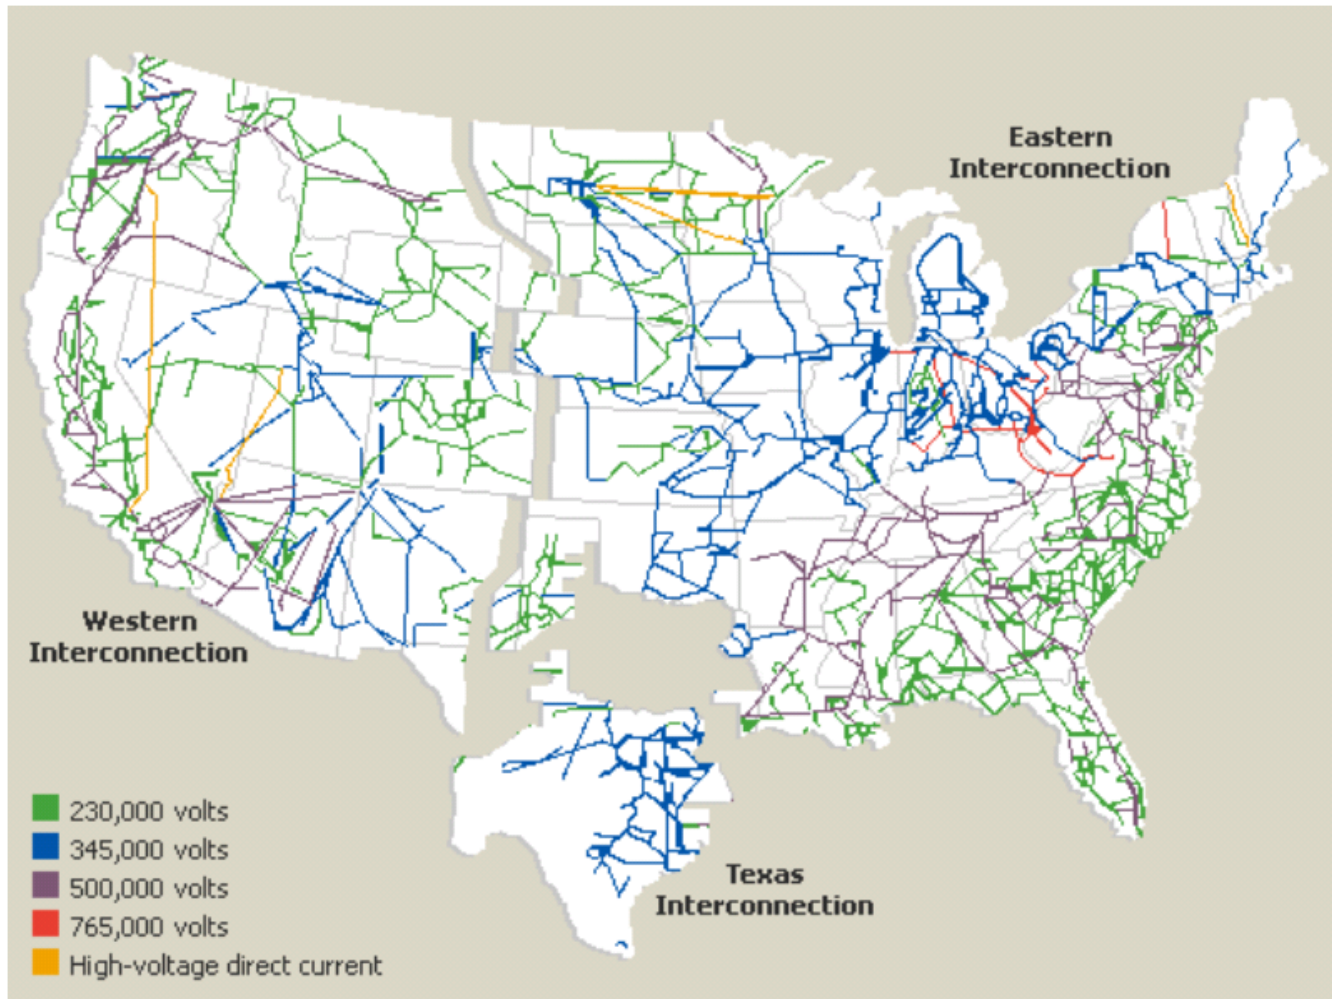 Eastern
Interconnection
Western
Interconnection
Texas
Interconnection
230,000 volts
345,000 volts
500,000 volts
765,000 volts
High-voltage direct current